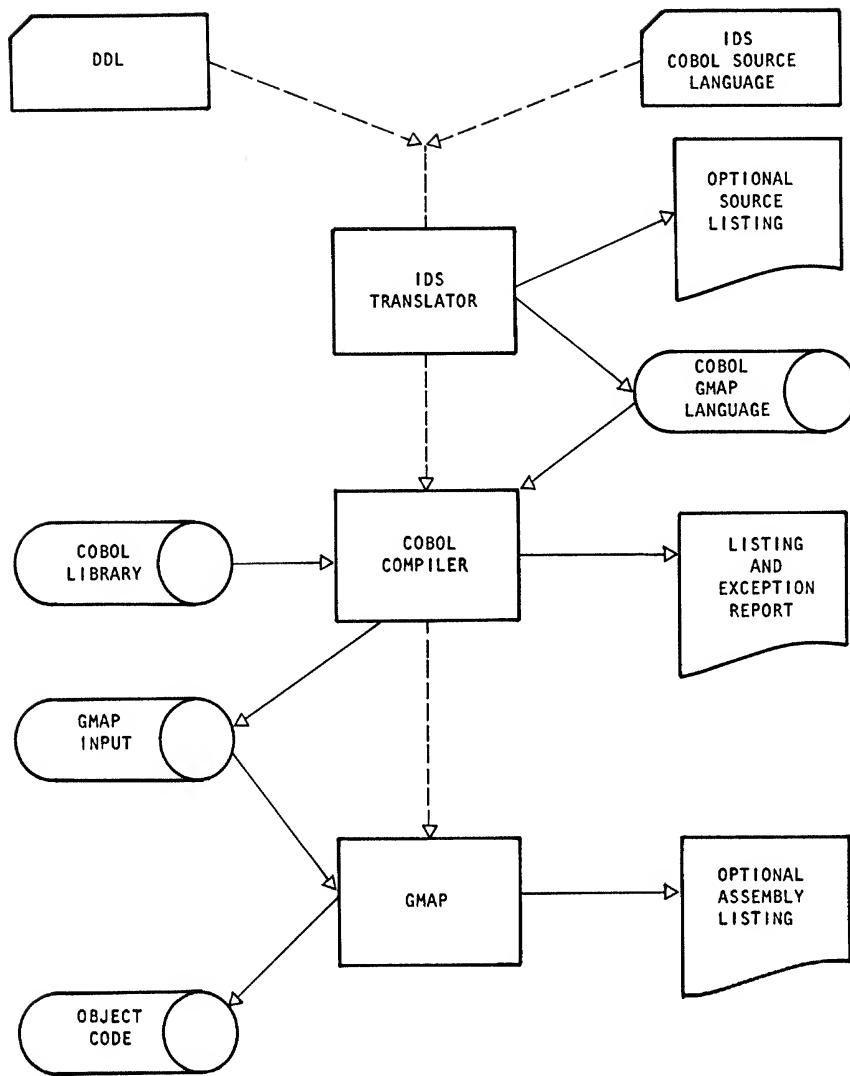 DDL
IDS
COBOL SOURCE
LANGUAGE
OPTIONAL
SOURCE
LISTING
IDS
TRANSLATOR
COBOL
GMAP
LANGUAGE
COBOL
LIBRARY
COBOL
COMPILER
LISTING
AND
EXCEPTION
REPORT
GMAP
INPUT
GMAP
OPTIONAL
ASSEMBLY
LISTING
OBJECT
CODE